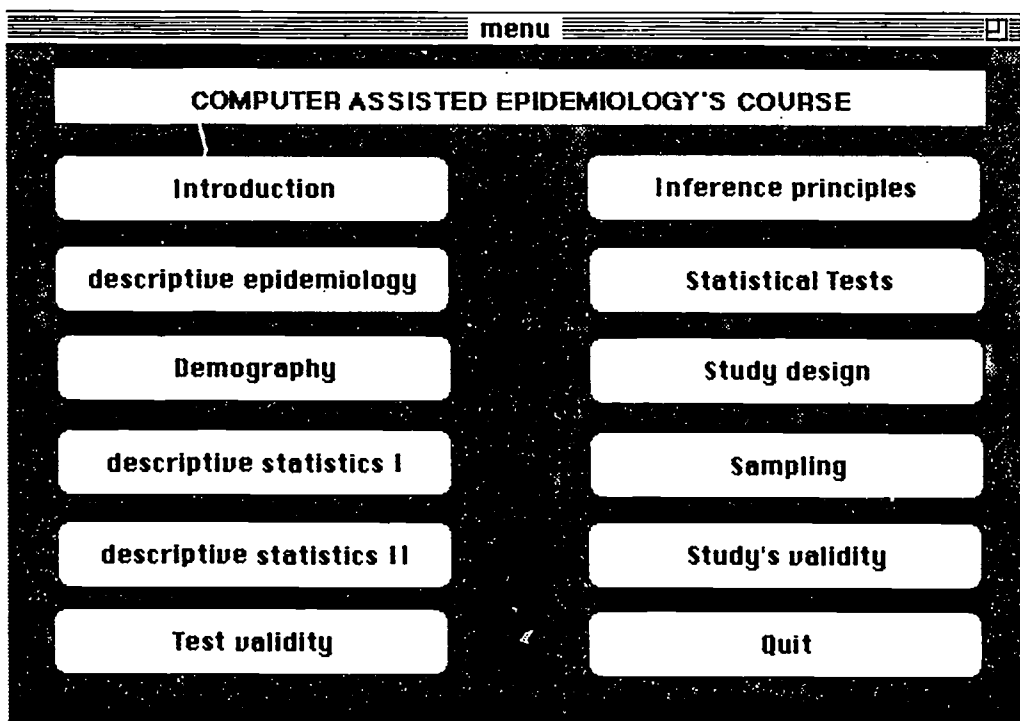 menu
COMPUTER ASSISTED EPIDEMIOLOGY'S COURSE
Introduction
descriptive epidemiology
Demography
descriptive statistics I
descriptive statistics II
Test validity
Inference principles
Statistical Tests
Study design
Sampling
Study's validity
Quit